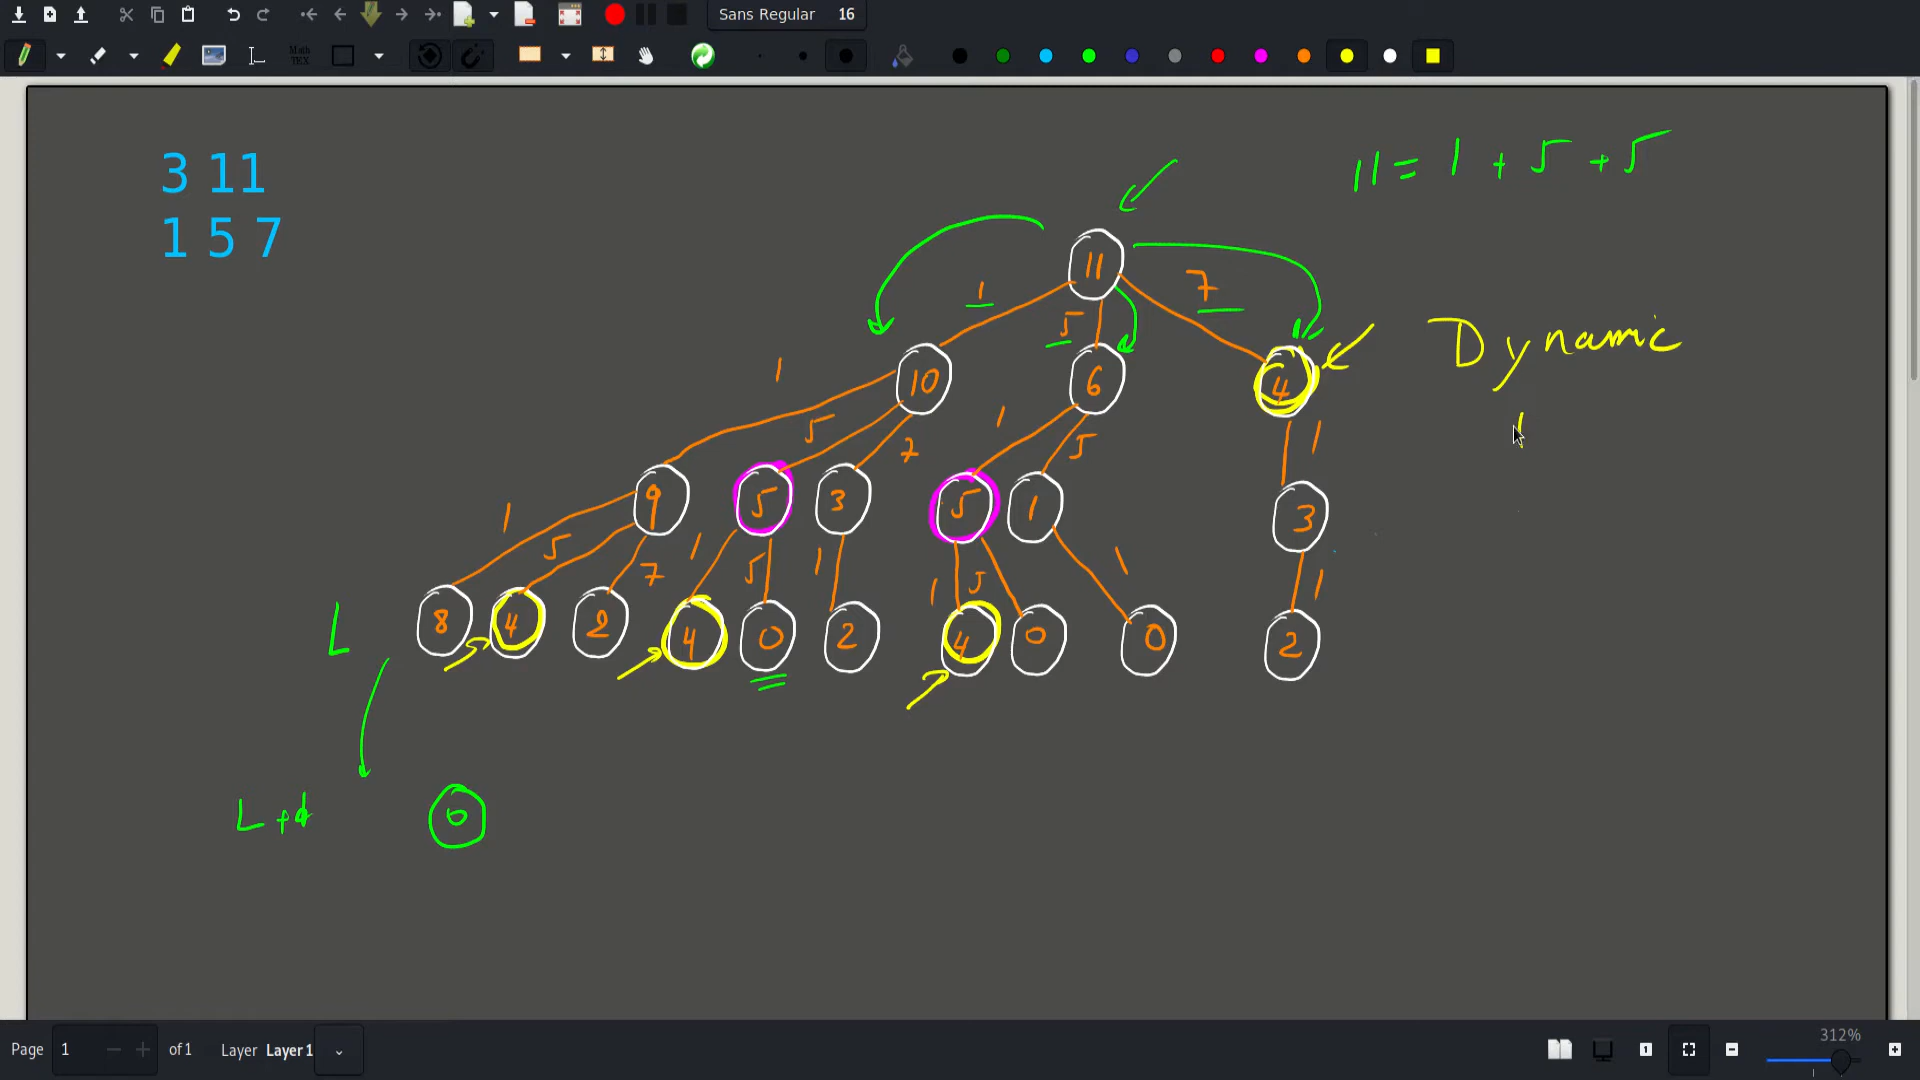 Sans Regular 16
Math
TEX
3 11
1 5 7
11 = 1 + 5 + 5
11
1 5 7
Dynamic
10 6 4
1 5 7 1 5 1
9 5 3 5 1 3
1 5 7 1 5 1 1 5 1 1
L 8 4 2 4 0 2 4 0 0 2
0
Page 1 of 1 Layer Layer 1
312%